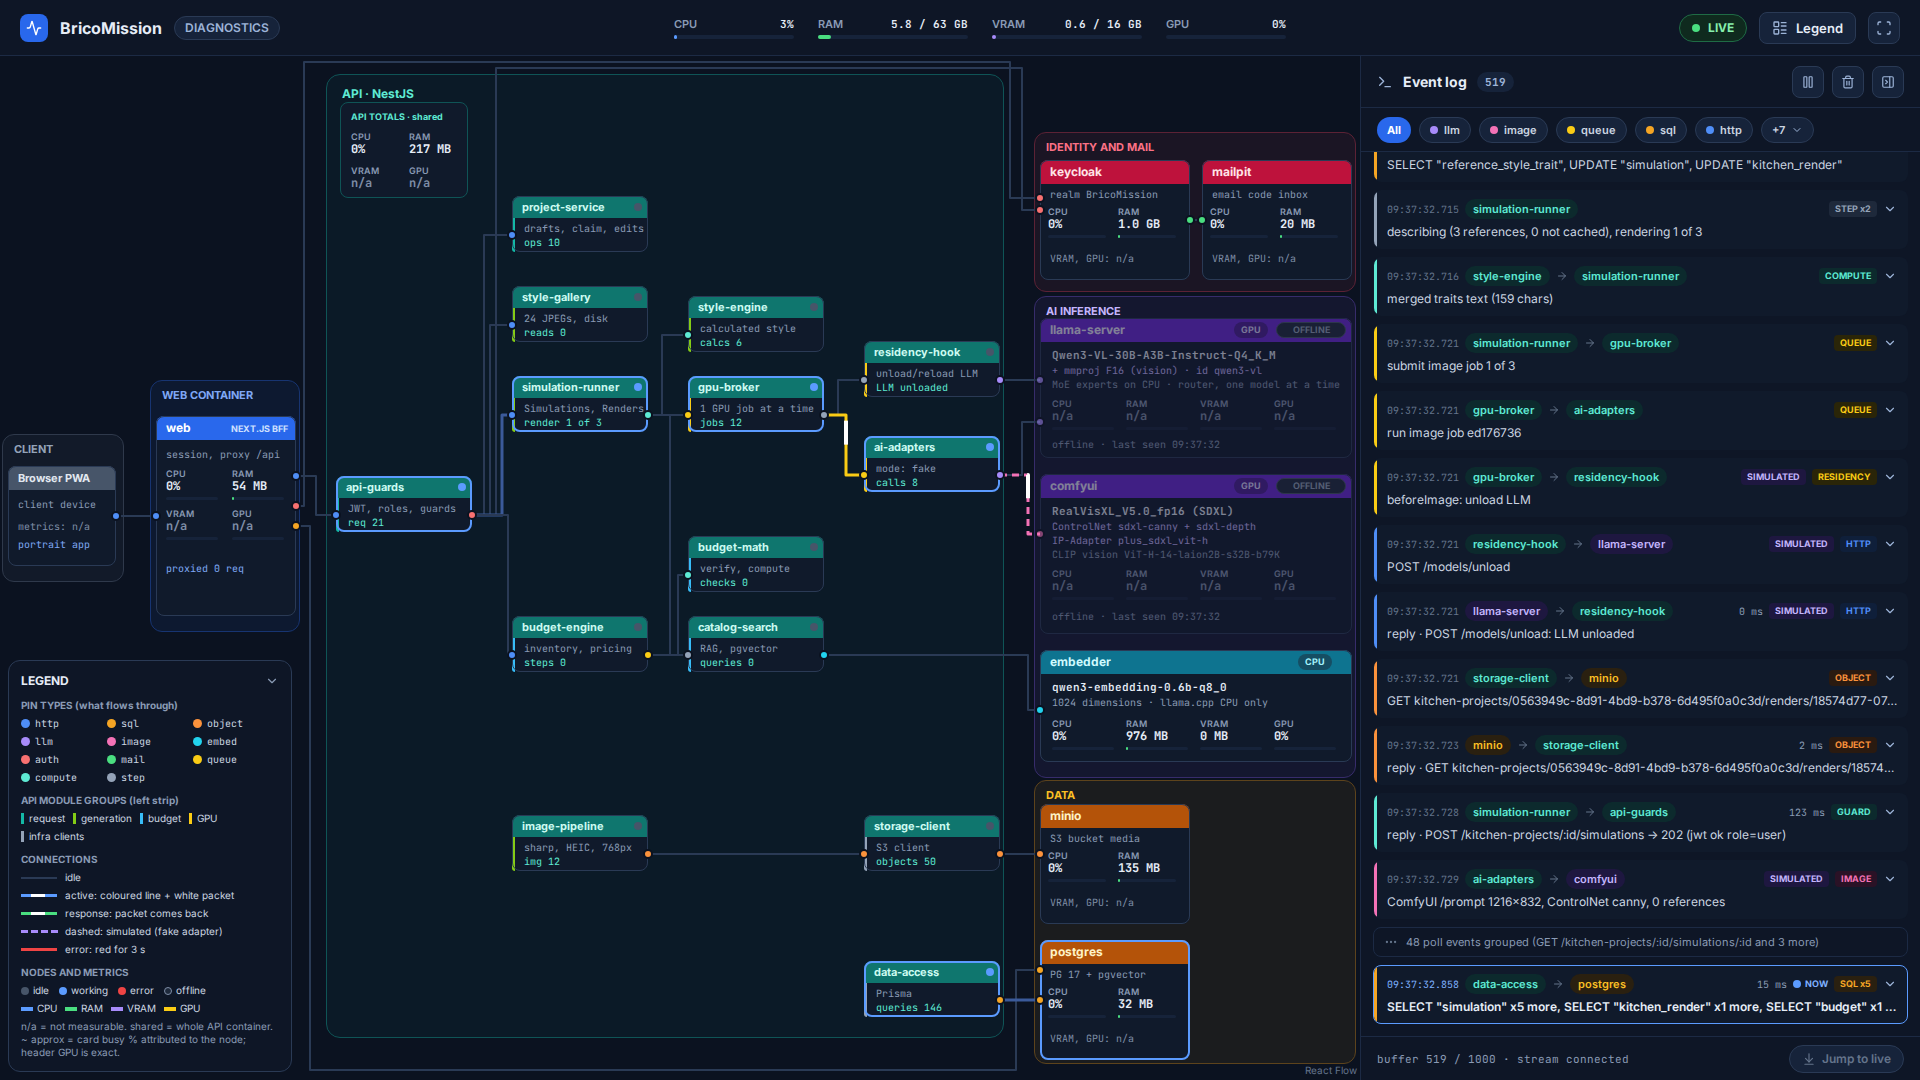 BricoMission
DIAGNOSTICS
CPU 3%
RAM 5.8 / 63 GB
VRAM 0.6 / 16 GB
GPU 0%
LIVE
Legend
API · NestJS
API TOTALS · shared
CPU RAM
0% 217 MB
VRAM GPU
n/a n/a
project-service
drafts, claim, edits
ops 10
style-gallery
24 JPEGs, disk
reads 0
style-engine
calculated style
calcs 6
simulation-runner
Simulations, Renders
render 1 of 3
gpu-broker
1 GPU job at a time
jobs 12
residency-hook
unload/reload LLM
LLM unloaded
ai-adapters
mode: fake
calls 8
api-guards
JWT, roles, guards
req 21
budget-math
verify, compute
checks 0
budget-engine
inventory, pricing
steps 0
catalog-search
RAG, pgvector
queries 0
image-pipeline
sharp, HEIC, 768px
img 12
storage-client
S3 client
objects 50
data-access
Prisma
queries 146
CLIENT
Browser PWA
client device
metrics: n/a
portrait app
WEB CONTAINER
web NEXT.JS BFF
session, proxy /api
CPU RAM
0% 54 MB
VRAM GPU
n/a n/a
proxied 0 req
IDENTITY AND MAIL
keycloak
realm BricoMission
CPU RAM
0% 1.0 GB
VRAM, GPU: n/a
mailpit
email code inbox
CPU RAM
0% 20 MB
VRAM, GPU: n/a
AI INFERENCE
llama-server GPU OFFLINE
Qwen3-VL-30B-A3B-Instruct-Q4_K_M
+ mmproj F16 (vision) · id qwen3-vl
MoE experts on CPU · router, one model at a time
CPU RAM VRAM GPU
n/a n/a n/a n/a
offline · last seen 09:37:32
comfyui GPU OFFLINE
RealVisXL_V5.0_fp16 (SDXL)
ControlNet sdxl-canny + sdxl-depth
IP-Adapter plus_sdxl_vit-h
CLIP vision ViT-H-14-laion2B-s32B-b79K
CPU RAM VRAM GPU
n/a n/a n/a n/a
offline · last seen 09:37:32
embedder CPU
qwen3-embedding-0.6b-q8_0
1024 dimensions · llama.cpp CPU only
CPU RAM VRAM GPU
0% 976 MB 0 MB 0%
DATA
minio
S3 bucket media
CPU RAM
0% 135 MB
VRAM, GPU: n/a
postgres
PG 17 + pgvector
CPU RAM
0% 32 MB
VRAM, GPU: n/a
React Flow
LEGEND
PIN TYPES (what flows through)
http sql object
llm image embed
auth mail queue
compute step
API MODULE GROUPS (left strip)
request generation budget GPU
infra clients
CONNECTIONS
idle
active: coloured line + white packet
response: packet comes back
dashed: simulated (fake adapter)
error: red for 3 s
NODES AND METRICS
idle working error offline
CPU RAM VRAM GPU
n/a = not measurable. shared = whole API container.
~ approx = card busy % attributed to the node;
header GPU is exact.
Event log 519
All llm image queue sql http +7
SELECT "reference_style_trait", UPDATE "simulation", UPDATE "kitchen_render"
09:37:32.715 simulation-runner STEP x2
describing (3 references, 0 not cached), rendering 1 of 3
09:37:32.716 style-engine → simulation-runner COMPUTE
merged traits text (159 chars)
09:37:32.721 simulation-runner → gpu-broker QUEUE
submit image job 1 of 3
09:37:32.721 gpu-broker → ai-adapters QUEUE
run image job ed176736
09:37:32.721 gpu-broker → residency-hook SIMULATED RESIDENCY
beforeImage: unload LLM
09:37:32.721 residency-hook → llama-server SIMULATED HTTP
POST /models/unload
09:37:32.721 llama-server → residency-hook 0 ms SIMULATED HTTP
reply · POST /models/unload: LLM unloaded
09:37:32.721 storage-client → minio OBJECT
GET kitchen-projects/0563949c-8d91-4bd9-b378-6d495f0a0c3d/renders/18574d77-07...
09:37:32.723 minio → storage-client 2 ms OBJECT
reply · GET kitchen-projects/0563949c-8d91-4bd9-b378-6d495f0a0c3d/renders/18574...
09:37:32.728 simulation-runner → api-guards 123 ms GUARD
reply · POST /kitchen-projects/:id/simulations → 202 (jwt ok role=user)
09:37:32.729 ai-adapters → comfyui SIMULATED IMAGE
ComfyUI /prompt 1216×832, ControlNet canny, 0 references
48 poll events grouped (GET /kitchen-projects/:id/simulations/:id and 3 more)
09:37:32.858 data-access → postgres 15 ms NOW SQL x5
SELECT "simulation" x5 more, SELECT "kitchen_render" x1 more, SELECT "budget" x1 ...
buffer 519 / 1000 · stream connected
Jump to live